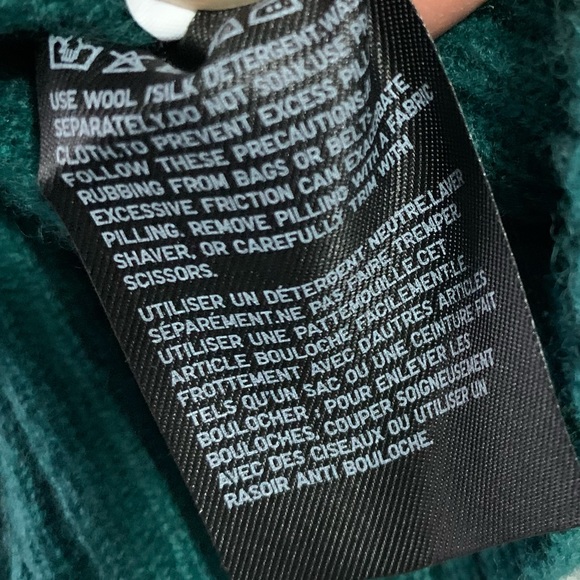 USE WOOL /SILK DETERGENT.WASH
SEPARATELY.DO NOT SOAK.USE PRESS
CLOTH.TO PREVENT EXCESS PILLING
FOLLOW THESE PRECAUTIONS.
RUBBING FROM BAGS OR BELT.
EXCESSIVE FRICTION CAN EXAGGERATE
PILLING. REMOVE PILLING WITH A FABRIC
SHAVER, OR CAREFULLY TRIM WITH
SCISSORS.
UTILISER UN DÉTERGENT NEUTRE.LAVER
SÉPARÉMENT.NE PAS FAIRE TREMPER.
UTILISER UNE PATTEMOUILLE.CET
ARTICLE BOULOCHE FACILEMENT.LE
FROTTEMENT AVEC D'AUTRES ARTICLES
TELS QU'UN SAC OU UNE CEINTURE FAIT
BOULOCHER. POUR ENLEVER LES
BOULOCHES, COUPER SOIGNEUSEMENT
AVEC DES CISEAUX OU UTILISER UN
RASOIR ANTI BOULOCHE.